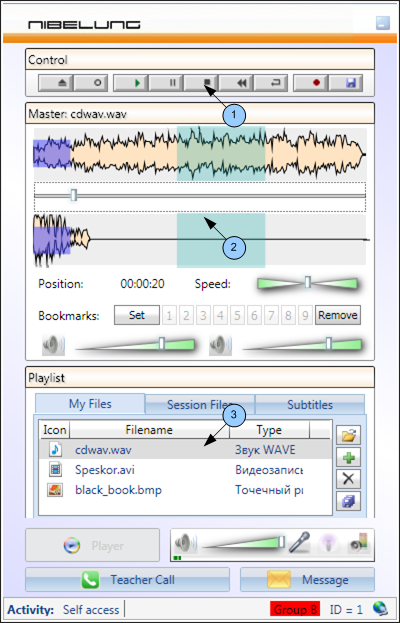 NIBELUNG
Control
1
Master: cdwav.wav
2
Position: 00:00:20 Speed:
Bookmarks: Set 1 2 3 4 5 6 7 8 9 Remove
Playlist
My Files Session Files Subtitles
3
Icon Filename Type
cdwav.wav Звук WAVE
Speskor.avi Видеозапись
black_book.bmp Точечный
Player
Teacher Call Message
Activity: Self access Group 8 ID = 1